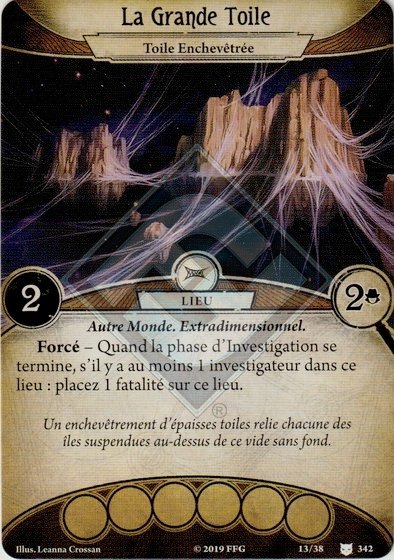 La Grande Toile
Toile Enchevêtrée
2
LIEU
2
Autre Monde. Extradimensionnel.
Forcé – Quand la phase d'Investigation se
termine, s'il y a au moins 1 investigateur dans ce
lieu : placez 1 fatalité sur ce lieu.
®
Un enchevêtrement d'épaisses toiles relie chacune des
îles suspendues au-dessus de ce vide sans fond.
Illus. Leanna Crossan
© 2019 FFG
13/38
342